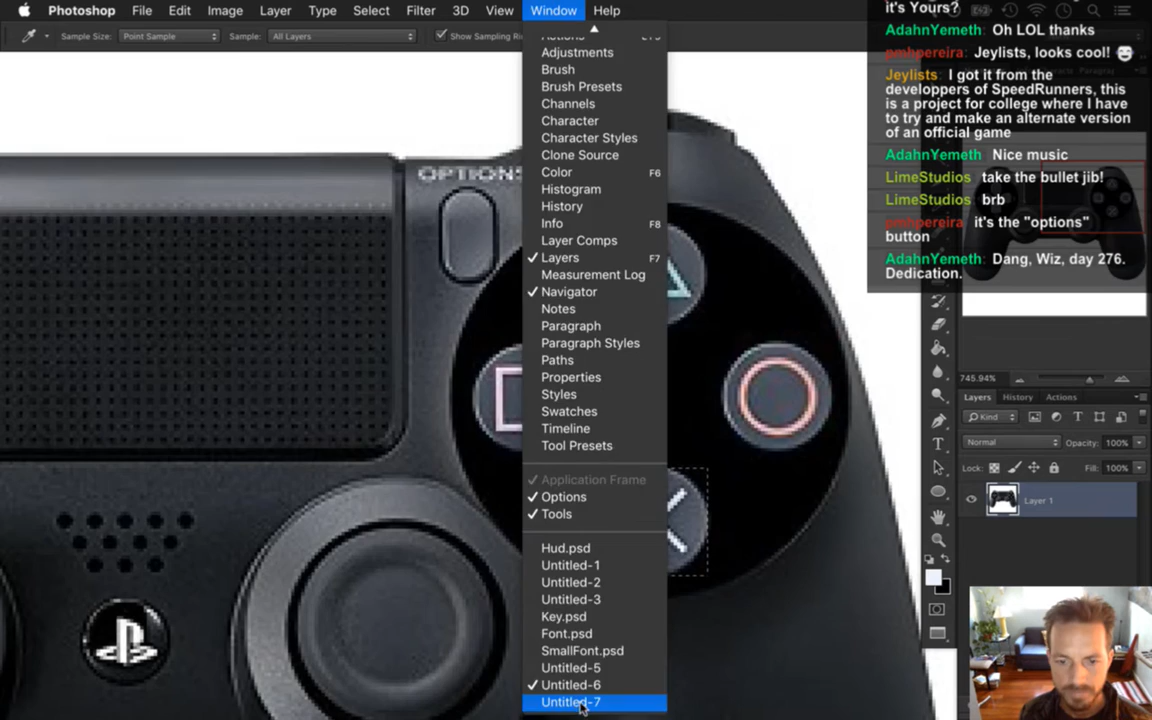 Photoshop File Edit Image Layer Type Select Filter 3D View Window Help
Sample Size: Point Sample Sample: All Layers Show Sampling Ri
Adjustments
Brush
Brush Presets
Channels
Character
Character Styles
Clone Source
Color F6
Histogram
History
Info F8
Layer Comps
✓ Layers F7
Measurement Log
✓ Navigator
Notes
Paragraph
Paragraph Styles
Paths
Properties
Styles
Swatches
Timeline
Tool Presets
✓ Application Frame
✓ Options
✓ Tools
Hud.psd
Untitled-1
Untitled-2
Untitled-3
Key.psd
Font.psd
SmallFont.psd
Untitled-5
✓ Untitled-6
Untitled-7
OPTIONS
it's Yours?
AdahnYemeth: Oh LOL thanks
pmhpereira: Jeylists, looks cool!
Jeylists: I got it from the
developpers of SpeedRunners, this
is a project for college where I have
to try and make an alternate version
of an official game
AdahnYemeth: Nice music
LimeStudios: take the bullet jib!
LimeStudios: brb
pmhpereira: it's the "options"
button
AdahnYemeth: Dang, Wiz, day 276.
Dedication.
745.94%
Layers History Actions
Kind
Normal Opacity: 100%
Lock: Fill: 100%
Layer 1